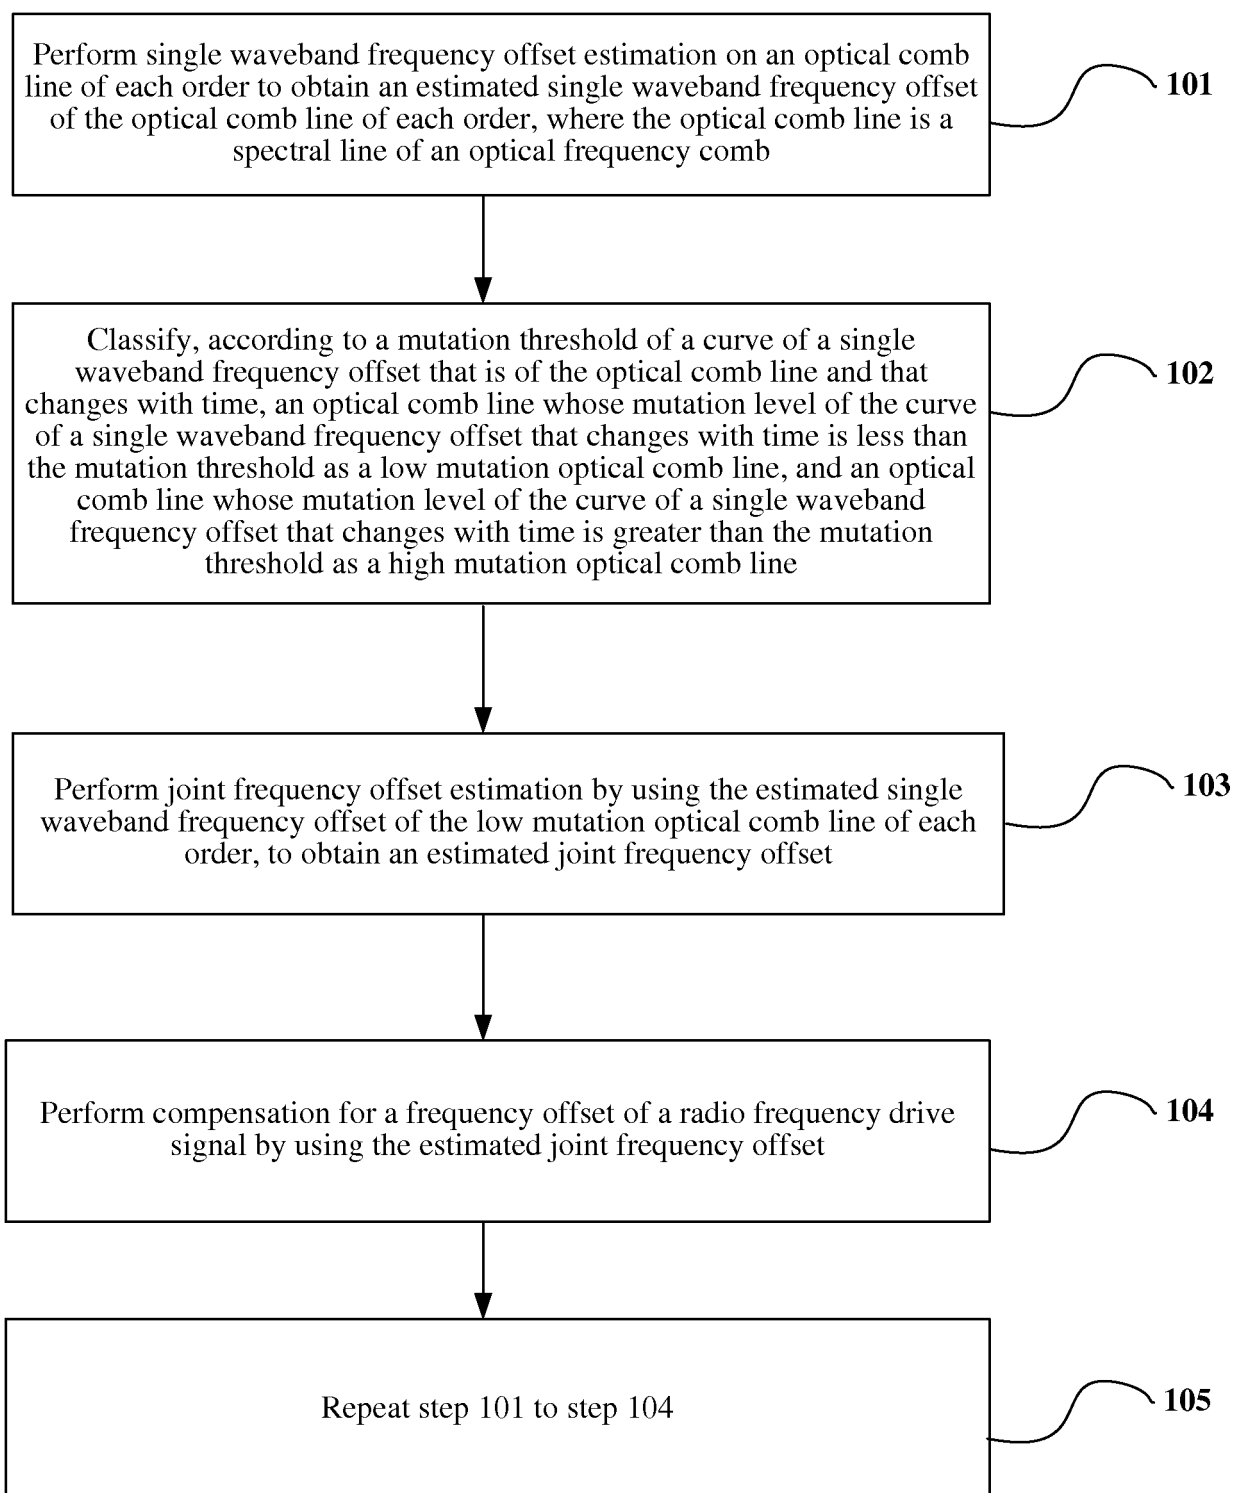 Perform single waveband frequency offset estimation on an optical comb
line of each order to obtain an estimated single waveband frequency offset
of the optical comb line of each order, where the optical comb line is a
spectral line of an optical frequency comb
101
Classify, according to a mutation threshold of a curve of a single
waveband frequency offset that is of the optical comb line and that
changes with time, an optical comb line whose mutation level of the curve
of a single waveband frequency offset that changes with time is less than
the mutation threshold as a low mutation optical comb line, and an optical
comb line whose mutation level of the curve of a single waveband
frequency offset that changes with time is greater than the mutation
threshold as a high mutation optical comb line
102
Perform joint frequency offset estimation by using the estimated single
waveband frequency offset of the low mutation optical comb line of each
order, to obtain an estimated joint frequency offset
103
Perform compensation for a frequency offset of a radio frequency drive
signal by using the estimated joint frequency offset
104
Repeat step 101 to step 104
105